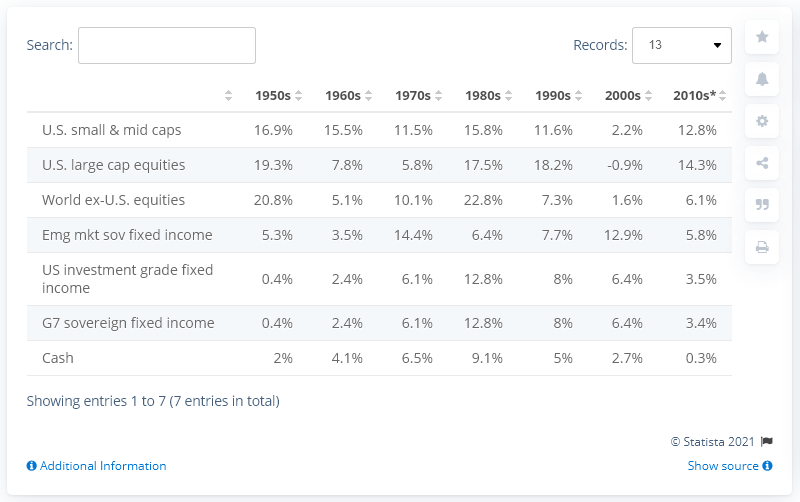 Search:
Records: 13
1950s 1960s 1970s 1980s 1990s 2000s 2010s*
U.S. small & mid caps 16.9% 15.5% 11.5% 15.8% 11.6% 2.2% 12.8%
U.S. large cap equities 19.3% 7.8% 5.8% 17.5% 18.2% -0.9% 14.3%
World ex-U.S. equities 20.8% 5.1% 10.1% 22.8% 7.3% 1.6% 6.1%
Emg mkt sov fixed income 5.3% 3.5% 14.4% 6.4% 7.7% 12.9% 5.8%
US investment grade fixed
income 0.4% 2.4% 6.1% 12.8% 8% 6.4% 3.5%
G7 sovereign fixed income 0.4% 2.4% 6.1% 12.8% 8% 6.4% 3.4%
Cash 2% 4.1% 6.5% 9.1% 5% 2.7% 0.3%
Showing entries 1 to 7 (7 entries in total)
© Statista 2021
Additional Information
Show source